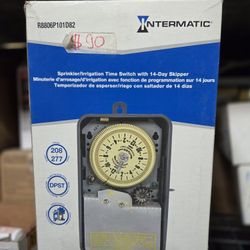 R8806P101D82
$90
INTERMATIC®
Sprinkler/Irrigation Time Switch with 14-Day Skipper
Minuterie d'arrosage/d'irrigation avec fonction de programmation sur 14 jours
Temporizador de aspersor/riego con saltador de 14 días
208
277
DPST